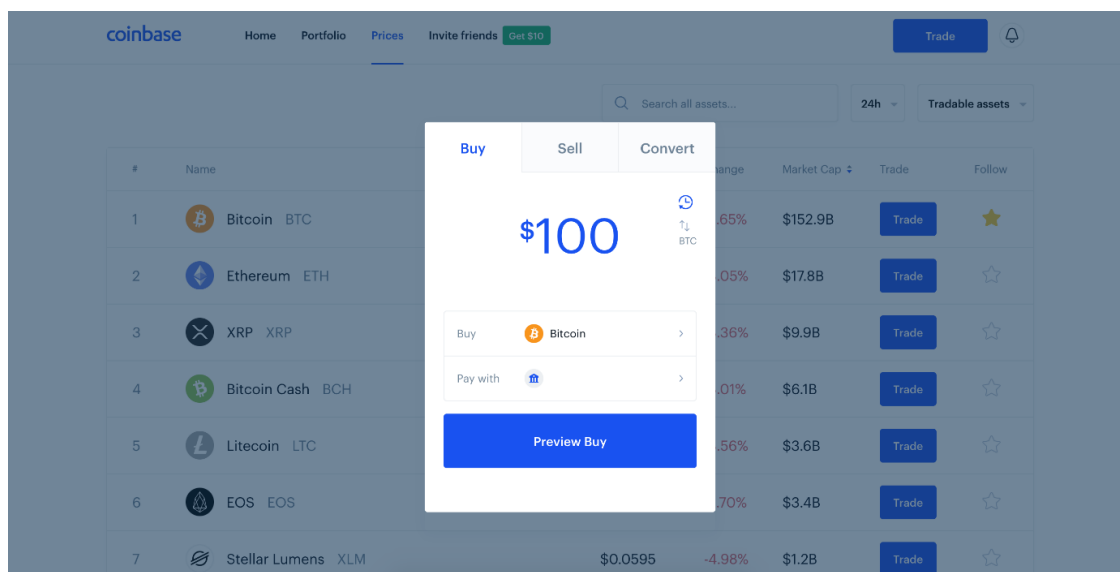 coinbase Home Portfolio Prices Invite friends Get $10 Trade
Search all assets... 24h Tradable assets
Buy Sell Convert
# Name Market Cap Trade Follow
$100
BTC
1 Bitcoin BTC .65% $152.9B Trade
2 Ethereum ETH .05% $17.8B Trade
3 XRP XRP .36% $9.9B Trade
Buy Bitcoin
4 Bitcoin Cash BCH .01% $6.1B Trade
Pay with
5 Litecoin LTC .56% $3.6B Trade
Preview Buy
6 EOS EOS .70% $3.4B Trade
7 Stellar Lumens XLM $0.0595 -4.98% $1.2B Trade